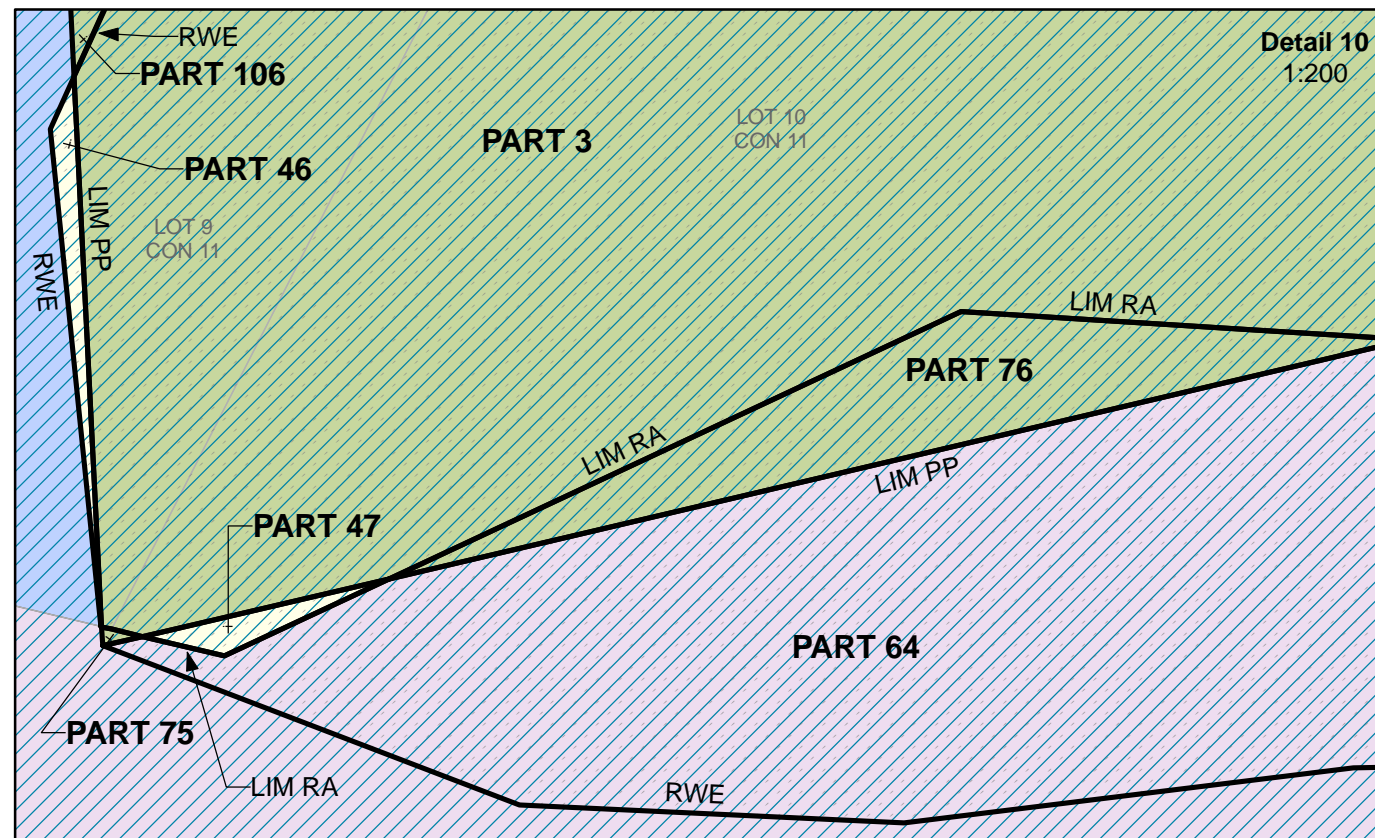 RWE
Detail 10
1:200
PART 106
LOT 10
CON 11
PART 3
PART 46
LIM PP
LOT 9
CON 11
RWE
LIM RA
PART 76
LIM RA
LIM PP
PART 47
PART 64
PART 75
LIM RA
RWE